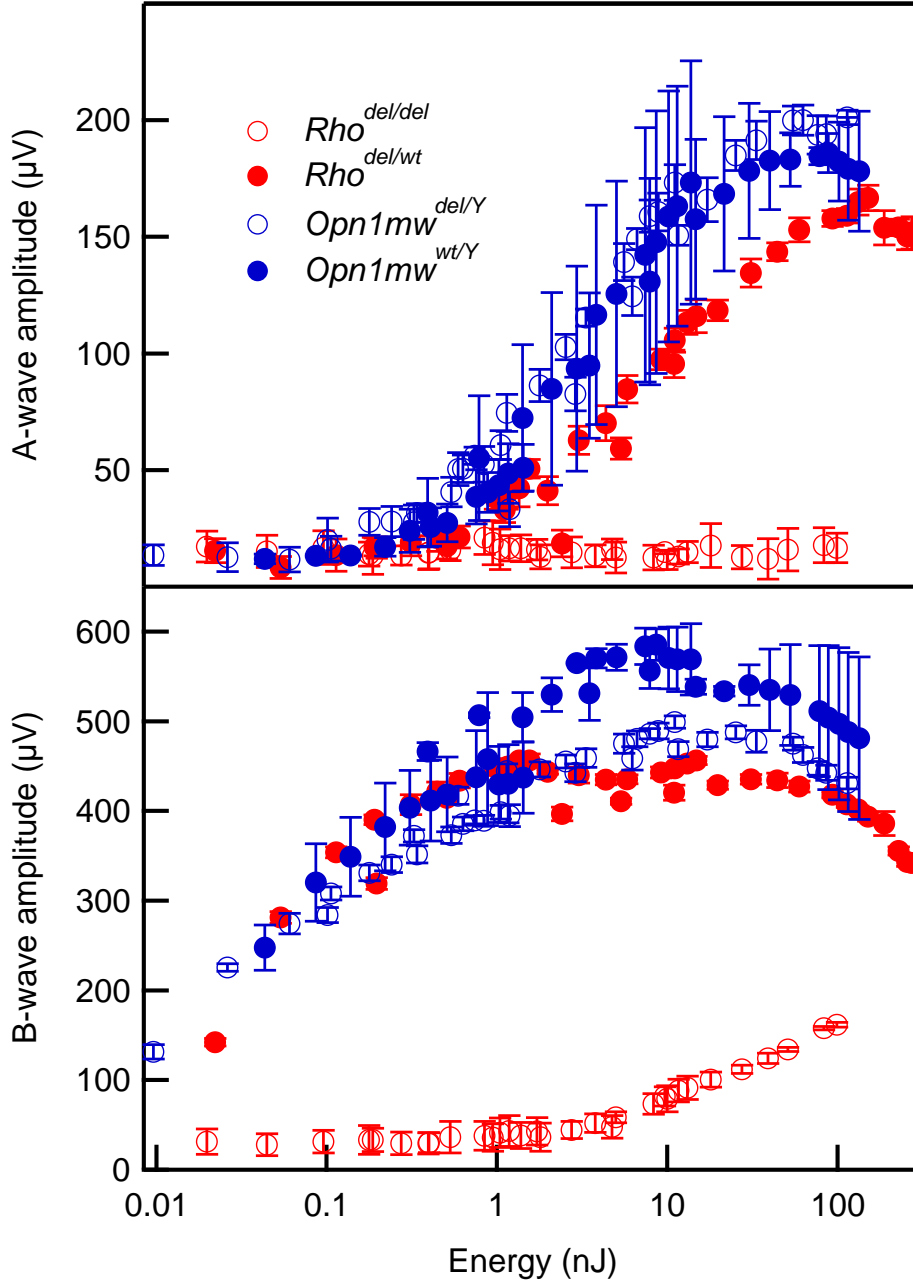 200
150
100
50
A-wave amplitude (µV)
Rho^del/del
Rho^del/wt
Opn1mw^del/Y
Opn1mw^wt/Y
600
500
400
300
200
100
0
B-wave amplitude (µV)
0.01 0.1 1 10 100
Energy (nJ)